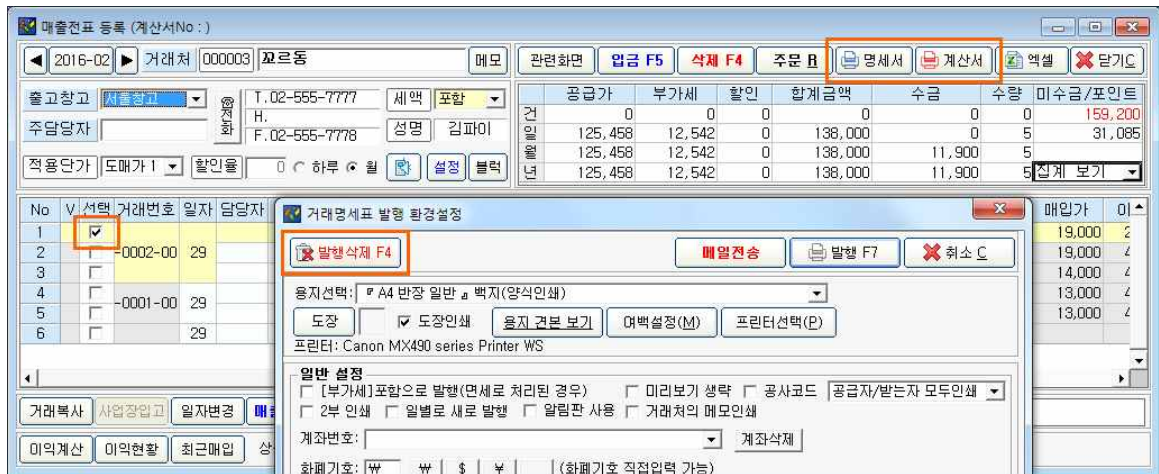 매출전표 등록 (계산서No : )
◀ 2016-02 ▶ 거래처 000003 꼬르동 메모 관련화면 입금 F5 삭제 F4 주문 R 명세서 계산서 엑셀 닫기C
출고창고 서울창고 전화 T.02-555-7777 세액 포함
H.
주담당자 F.02-555-7778 성명 김파이
적용단가 도매가1 할인율 0 하루 월 설정 블럭
공급가 부가세 할인 합계금액 수금 수량 미수금/포인트
건 0 0 0 0 0 0 159,200
일 125,458 12,542 0 138,000 0 5 31,085
월 125,458 12,542 0 138,000 11,900 5
년 125,458 12,542 0 138,000 11,900 5 집계 보기
No V 선택 거래번호 일자 담당자 매입가
1 19,000
2 -0002-00 29 19,000
3 14,000
4 -0001-00 29 13,000
5 13,000
6 29
거래명세표 발행 환경설정
발행삭제 F4 메일전송 발행 F7 취소 C
용지선택: 『A4 반장 일반』 백지(양식인쇄)
도장 도장인쇄 용지 견본 보기 여백설정(M) 프린터선택(P)
프린터: Canon MX490 series Printer WS
일반 설정
[부가세]포함으로 발행(면세로 처리된 경우) 미리보기 생략 공사코드 공급자/받는자 모두인쇄
2부 인쇄 일별로 새로 발행 알림판 사용 거래처의 메모인쇄
계좌번호: 계좌삭제
화폐기호: ₩ ₩ $ ¥ (화폐기호 직접입력 가능)
거래복사 사업장입고 일자변경
이익계산 이익현황 최근매입